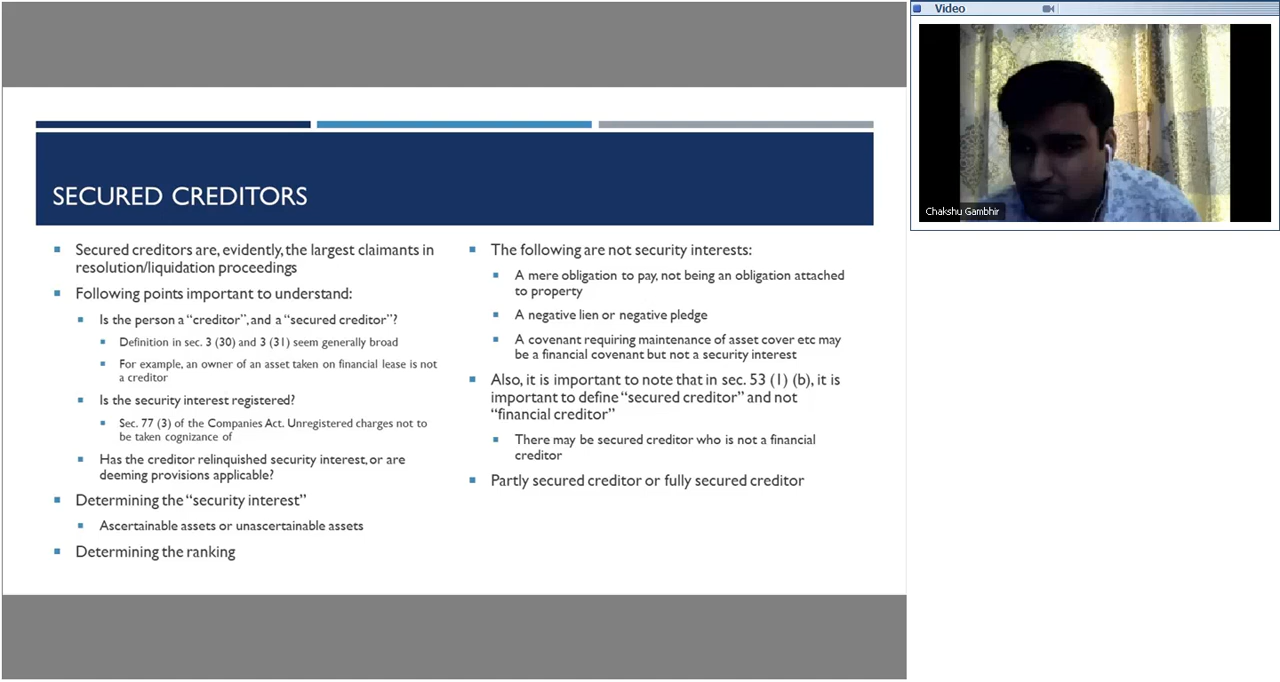 SECURED CREDITORS
Secured creditors are, evidently, the largest claimants in
resolution/liquidation proceedings
Following points important to understand:
Is the person a “creditor”, and a “secured creditor”?
Definition in sec. 3 (30) and 3 (31) seem generally broad
For example, an owner of an asset taken on financial lease is not
a creditor
Is the security interest registered?
Sec. 77 (3) of the Companies Act. Unregistered charges not to
be taken cognizance of
Has the creditor relinquished security interest, or are
deeming provisions applicable?
Determining the “security interest”
Ascertainable assets or unascertainable assets
Determining the ranking
The following are not security interests:
A mere obligation to pay, not being an obligation attached
to property
A negative lien or negative pledge
A covenant requiring maintenance of asset cover etc may
be a financial covenant but not a security interest
Also, it is important to note that in sec. 53 (1) (b), it is
important to define “secured creditor” and not
“financial creditor”
There may be secured creditor who is not a financial
creditor
Partly secured creditor or fully secured creditor
Video
Chakshu Gambhir